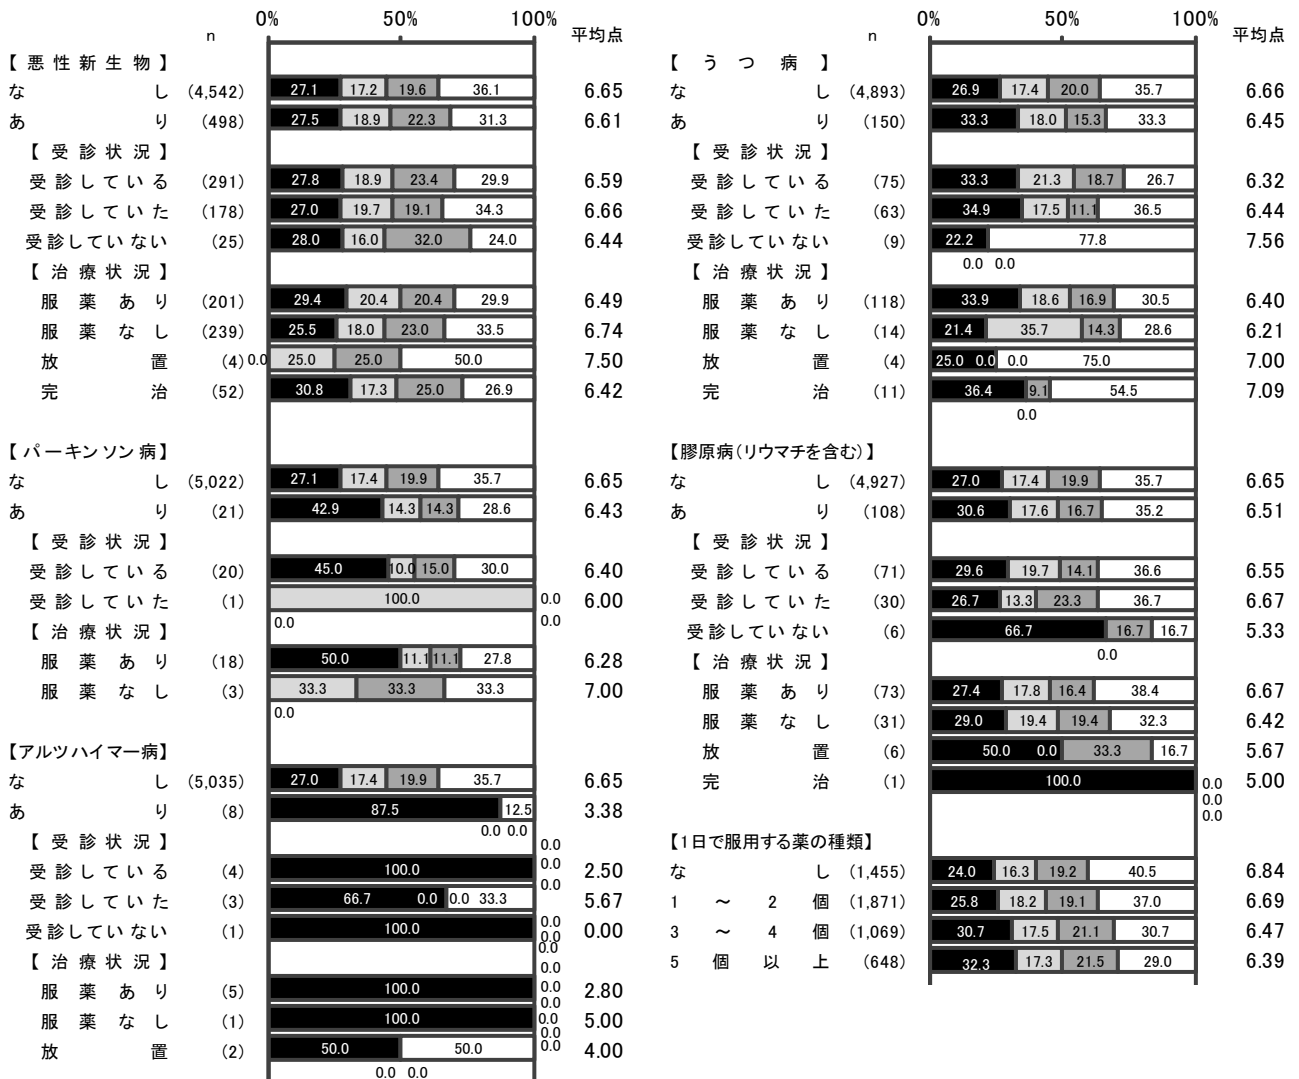 0% 50% 100%
n 平均点
【悪性新生物】
なし (4,542) 27.1 17.2 19.6 36.1 6.65
あり (498) 27.5 18.9 22.3 31.3 6.61
【受診状況】
受診している (291) 27.8 18.9 23.4 29.9 6.59
受診していた (178) 27.0 19.7 19.1 34.3 6.66
受診していない (25) 28.0 16.0 32.0 24.0 6.44
【治療状況】
服薬あり (201) 29.4 20.4 20.4 29.9 6.49
服薬なし (239) 25.5 18.0 23.0 33.5 6.74
放置 (4) 0.0 25.0 25.0 50.0 7.50
完治 (52) 30.8 17.3 25.0 26.9 6.42
【パーキンソン病】
なし (5,022) 27.1 17.4 19.9 35.7 6.65
あり (21) 42.9 14.3 14.3 28.6 6.43
【受診状況】
受診している (20) 45.0 10.0 15.0 30.0 6.40
受診していた (1) 100.0 0.0 6.00
0.0 0.0
【治療状況】
服薬あり (18) 50.0 11.1 11.1 27.8 6.28
服薬なし (3) 33.3 33.3 33.3 7.00
0.0
【アルツハイマー病】
なし (5,035) 27.0 17.4 19.9 35.7 6.65
あり (8) 87.5 12.5 3.38
0.0 0.0
【受診状況】 0.0
0.0
受診している (4) 100.0 2.50
0.0
受診していた (3) 66.7 0.0 0.0 33.3 5.67
0.0
受診していない (1) 100.0 0.0 0.00
0.0
【治療状況】 0.0
0.0
服薬あり (5) 100.0 2.80
0.0
服薬なし (1) 100.0 0.0 5.00
0.0
放置 (2) 50.0 50.0 0.0 4.00
0.0 0.0
0% 50% 100%
n 平均点
【うつ病】
なし (4,893) 26.9 17.4 20.0 35.7 6.66
あり (150) 33.3 18.0 15.3 33.3 6.45
【受診状況】
受診している (75) 33.3 21.3 18.7 26.7 6.32
受診していた (63) 34.9 17.5 11.1 36.5 6.44
受診していない (9) 22.2 77.8 7.56
0.0 0.0
【治療状況】
服薬あり (118) 33.9 18.6 16.9 30.5 6.40
服薬なし (14) 21.4 35.7 14.3 28.6 6.21
放置 (4) 25.0 0.0 0.0 75.0 7.00
完治 (11) 36.4 9.1 54.5 7.09
0.0
【膠原病（リウマチを含む）】
なし (4,927) 27.0 17.4 19.9 35.7 6.65
あり (108) 30.6 17.6 16.7 35.2 6.51
【受診状況】
受診している (71) 29.6 19.7 14.1 36.6 6.55
受診していた (30) 26.7 13.3 23.3 36.7 6.67
受診していない (6) 66.7 16.7 16.7 5.33
0.0
【治療状況】
服薬あり (73) 27.4 17.8 16.4 38.4 6.67
服薬なし (31) 29.0 19.4 19.4 32.3 6.42
放置 (6) 50.0 0.0 33.3 16.7 5.67
完治 (1) 100.0 0.0 5.00
0.0
0.0
【1日で服用する薬の種類】
なし (1,455) 24.0 16.3 19.2 40.5 6.84
1～2個 (1,871) 25.8 18.2 19.1 37.0 6.69
3～4個 (1,069) 30.7 17.5 21.1 30.7 6.47
5個以上 (648) 32.3 17.3 21.5 29.0 6.39